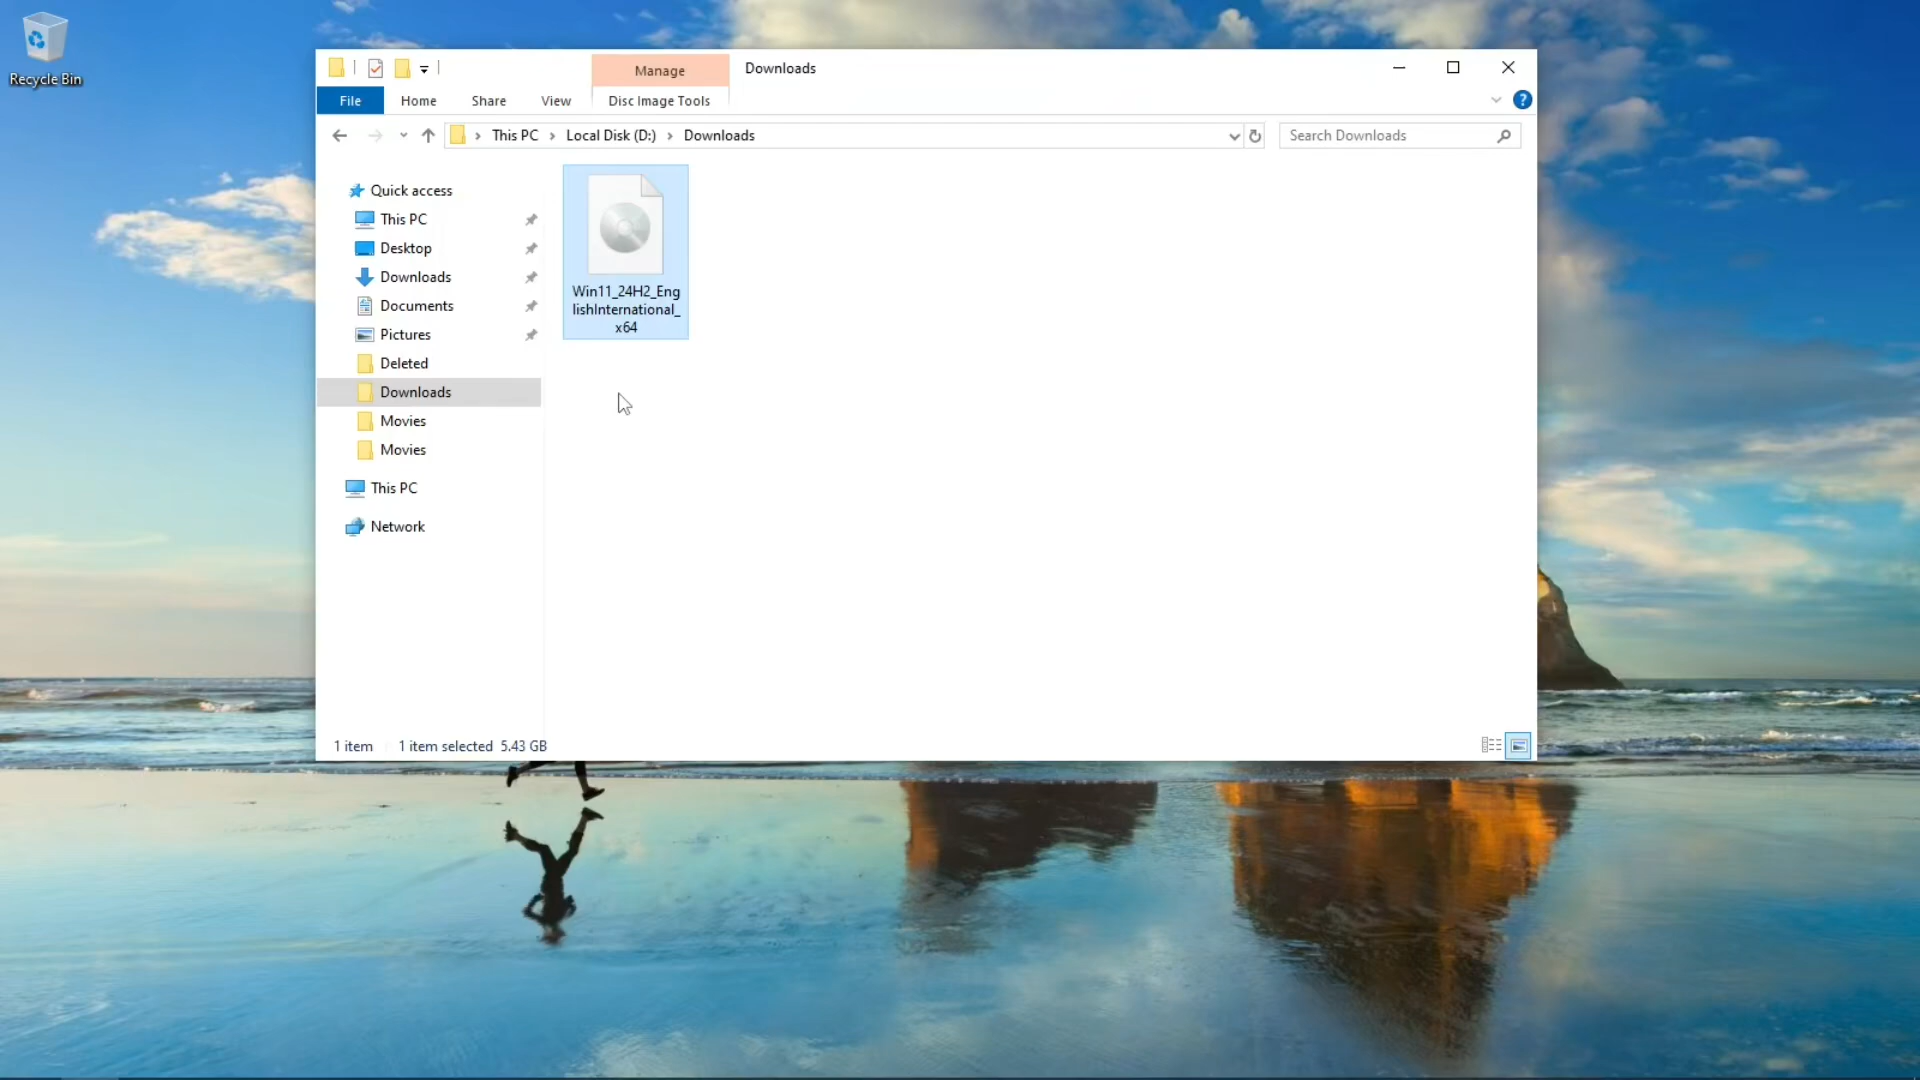 Recycle Bin
Manage
Downloads
File
Home
Share
View
Disc Image Tools
?
This PC
Local Disk (D:)
Downloads
Search Downloads
Quick access
This PC
Desktop
Downloads
Documents
Pictures
Deleted
Downloads
Movies
Movies
This PC
Network
Win11_24H2_Eng
lishInternational_
x64
1 item
1 item selected 5.43 GB